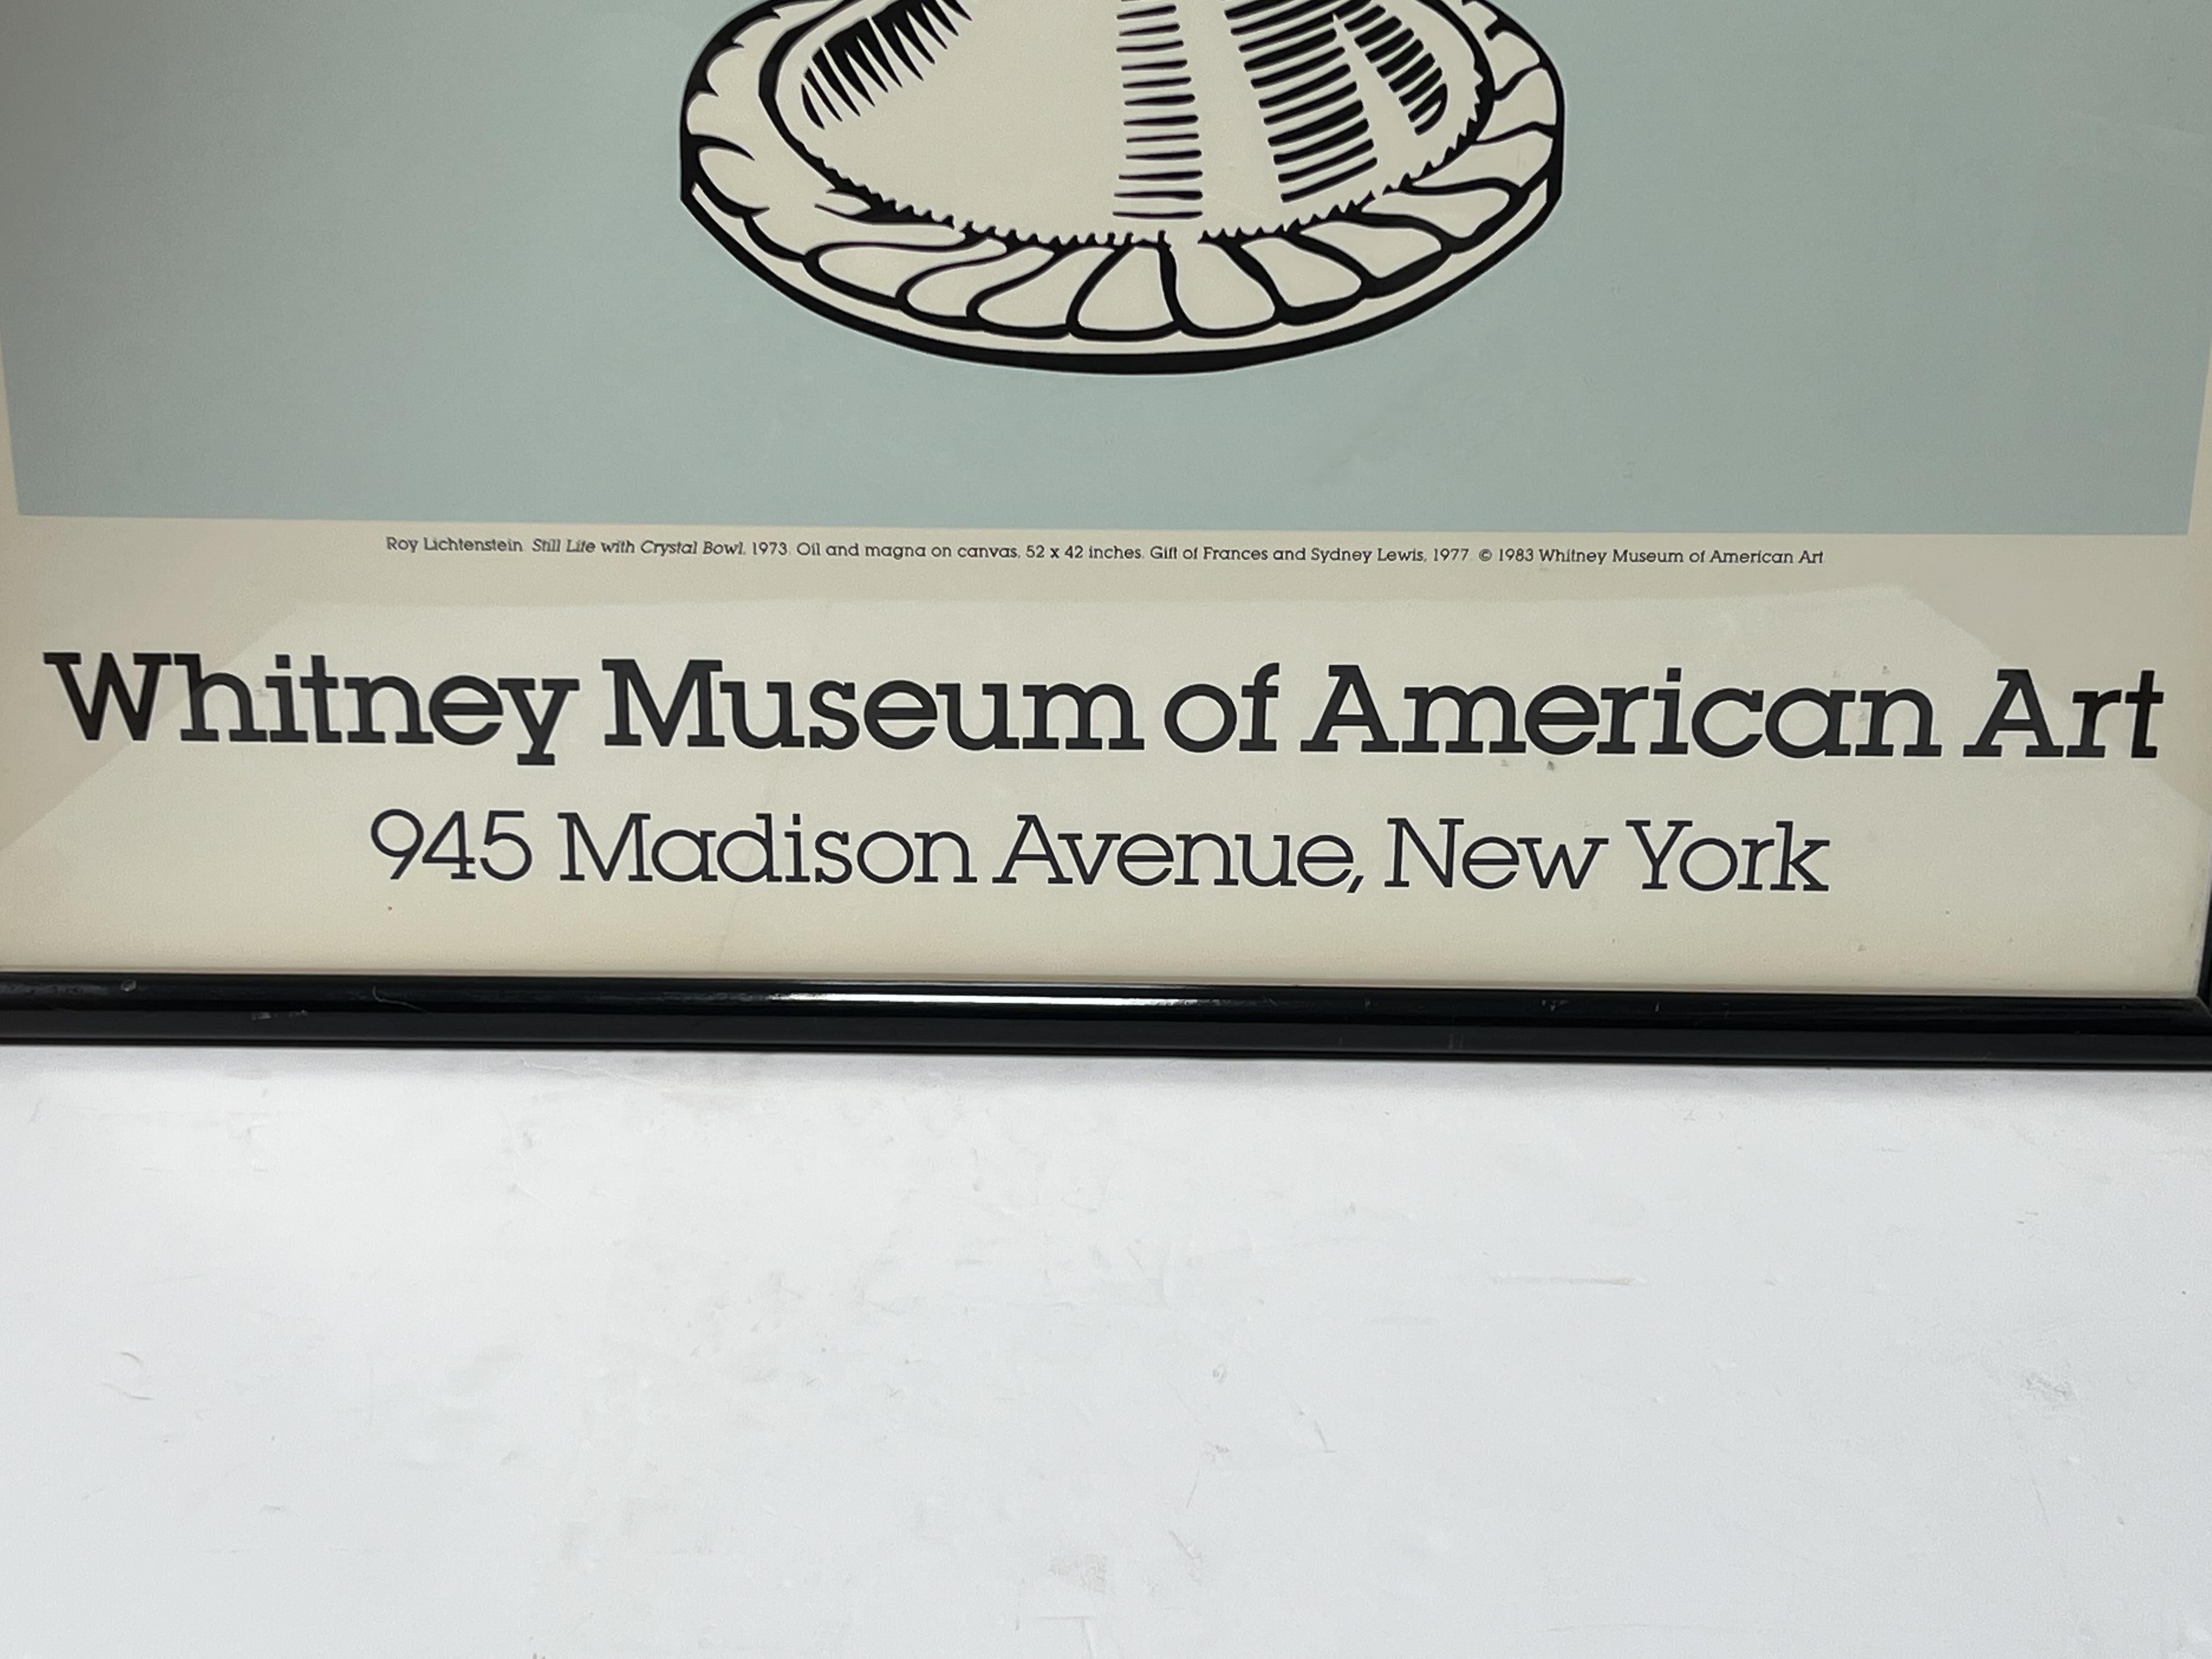 Roy Lichtenstein. Still Life with Crystal Bowl, 1973. Oil and magna on canvas, 52 x 42 inches. Gift of Frances and Sydney Lewis, 1977. © 1983 Whitney Museum of American Art
Whitney Museum of American Art
945 Madison Avenue, New York